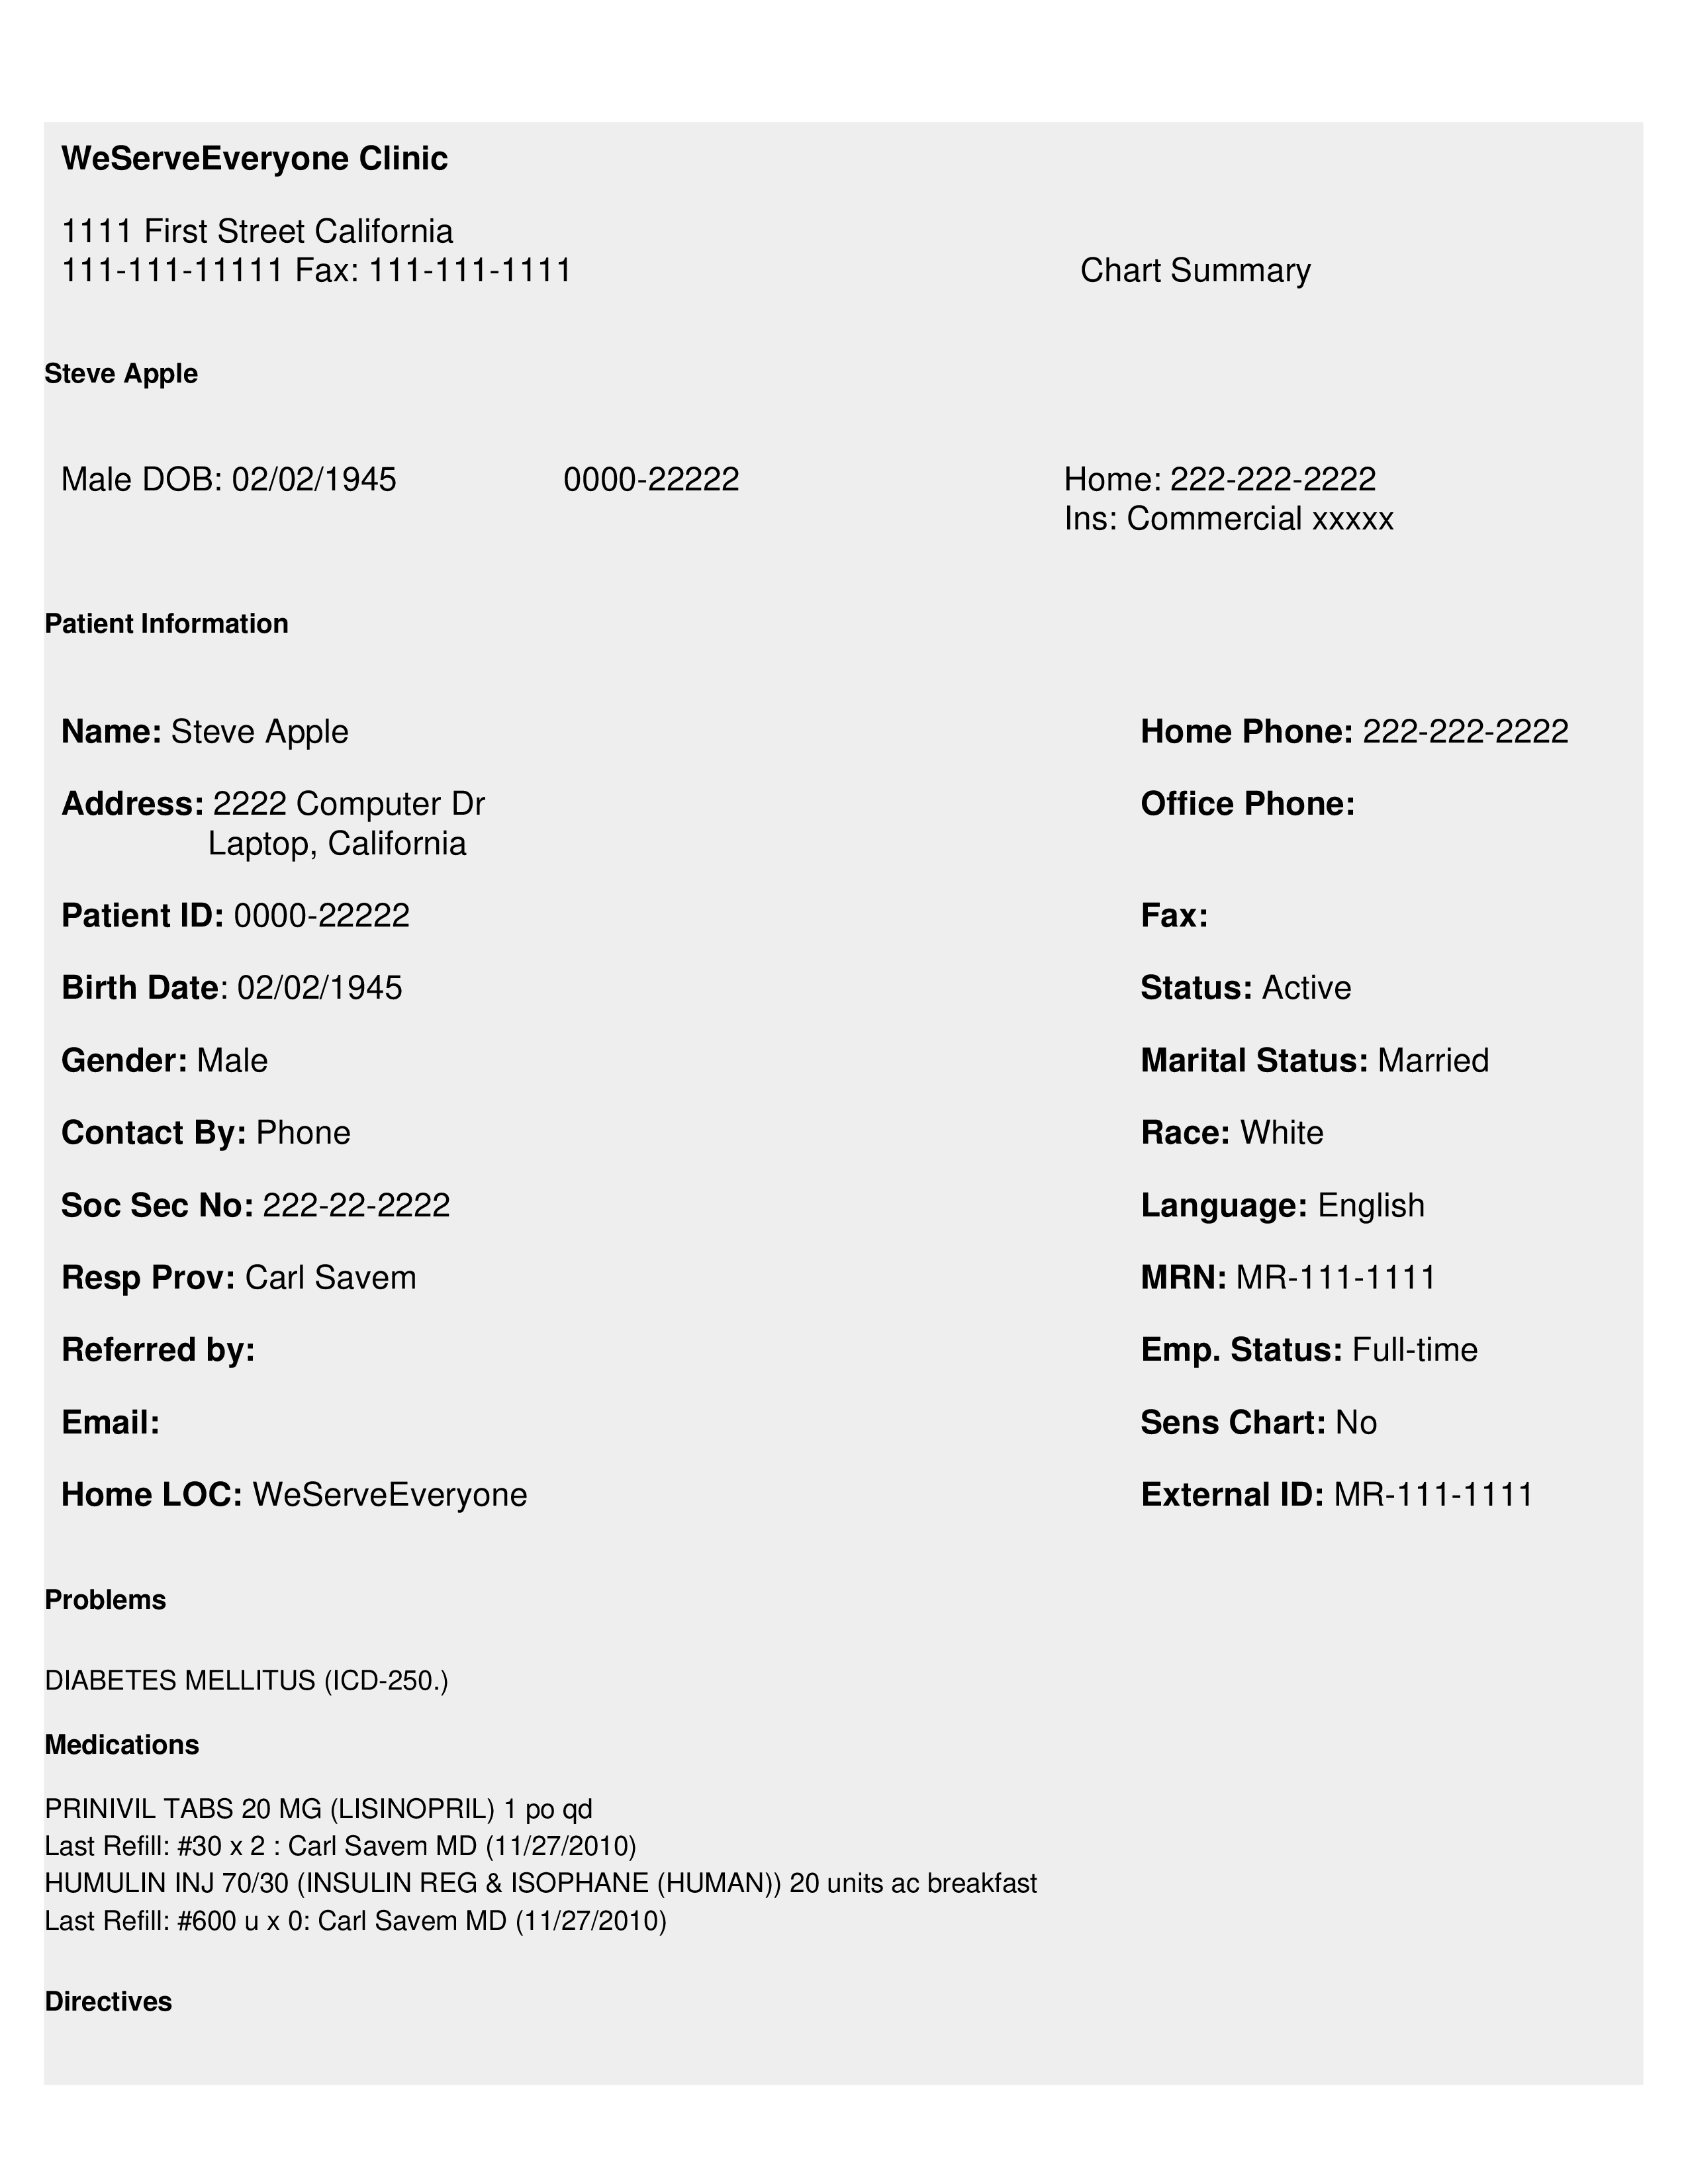 WeServeEveryone Clinic
1111 First Street California
111-111-11111 Fax: 111-111-1111 Chart Summary
Steve Apple
Male DOB: 02/02/1945 0000-22222 Home: 222-222-2222
Ins: Commercial xxxxx
Patient Information
Name: Steve Apple Home Phone: 222-222-2222
Address: 2222 Computer Dr Office Phone:
Laptop, California
Patient ID: 0000-22222 Fax:
Birth Date: 02/02/1945 Status: Active
Gender: Male Marital Status: Married
Contact By: Phone Race: White
Soc Sec No: 222-22-2222 Language: English
Resp Prov: Carl Savem MRN: MR-111-1111
Referred by: Emp. Status: Full-time
Email: Sens Chart: No
Home LOC: WeServeEveryone External ID: MR-111-1111
Problems
DIABETES MELLITUS (ICD-250.)
Medications
PRINIVIL TABS 20 MG (LISINOPRIL) 1 po qd
Last Refill: #30 x 2 : Carl Savem MD (11/27/2010)
HUMULIN INJ 70/30 (INSULIN REG & ISOPHANE (HUMAN)) 20 units ac breakfast
Last Refill: #600 u x 0: Carl Savem MD (11/27/2010)
Directives